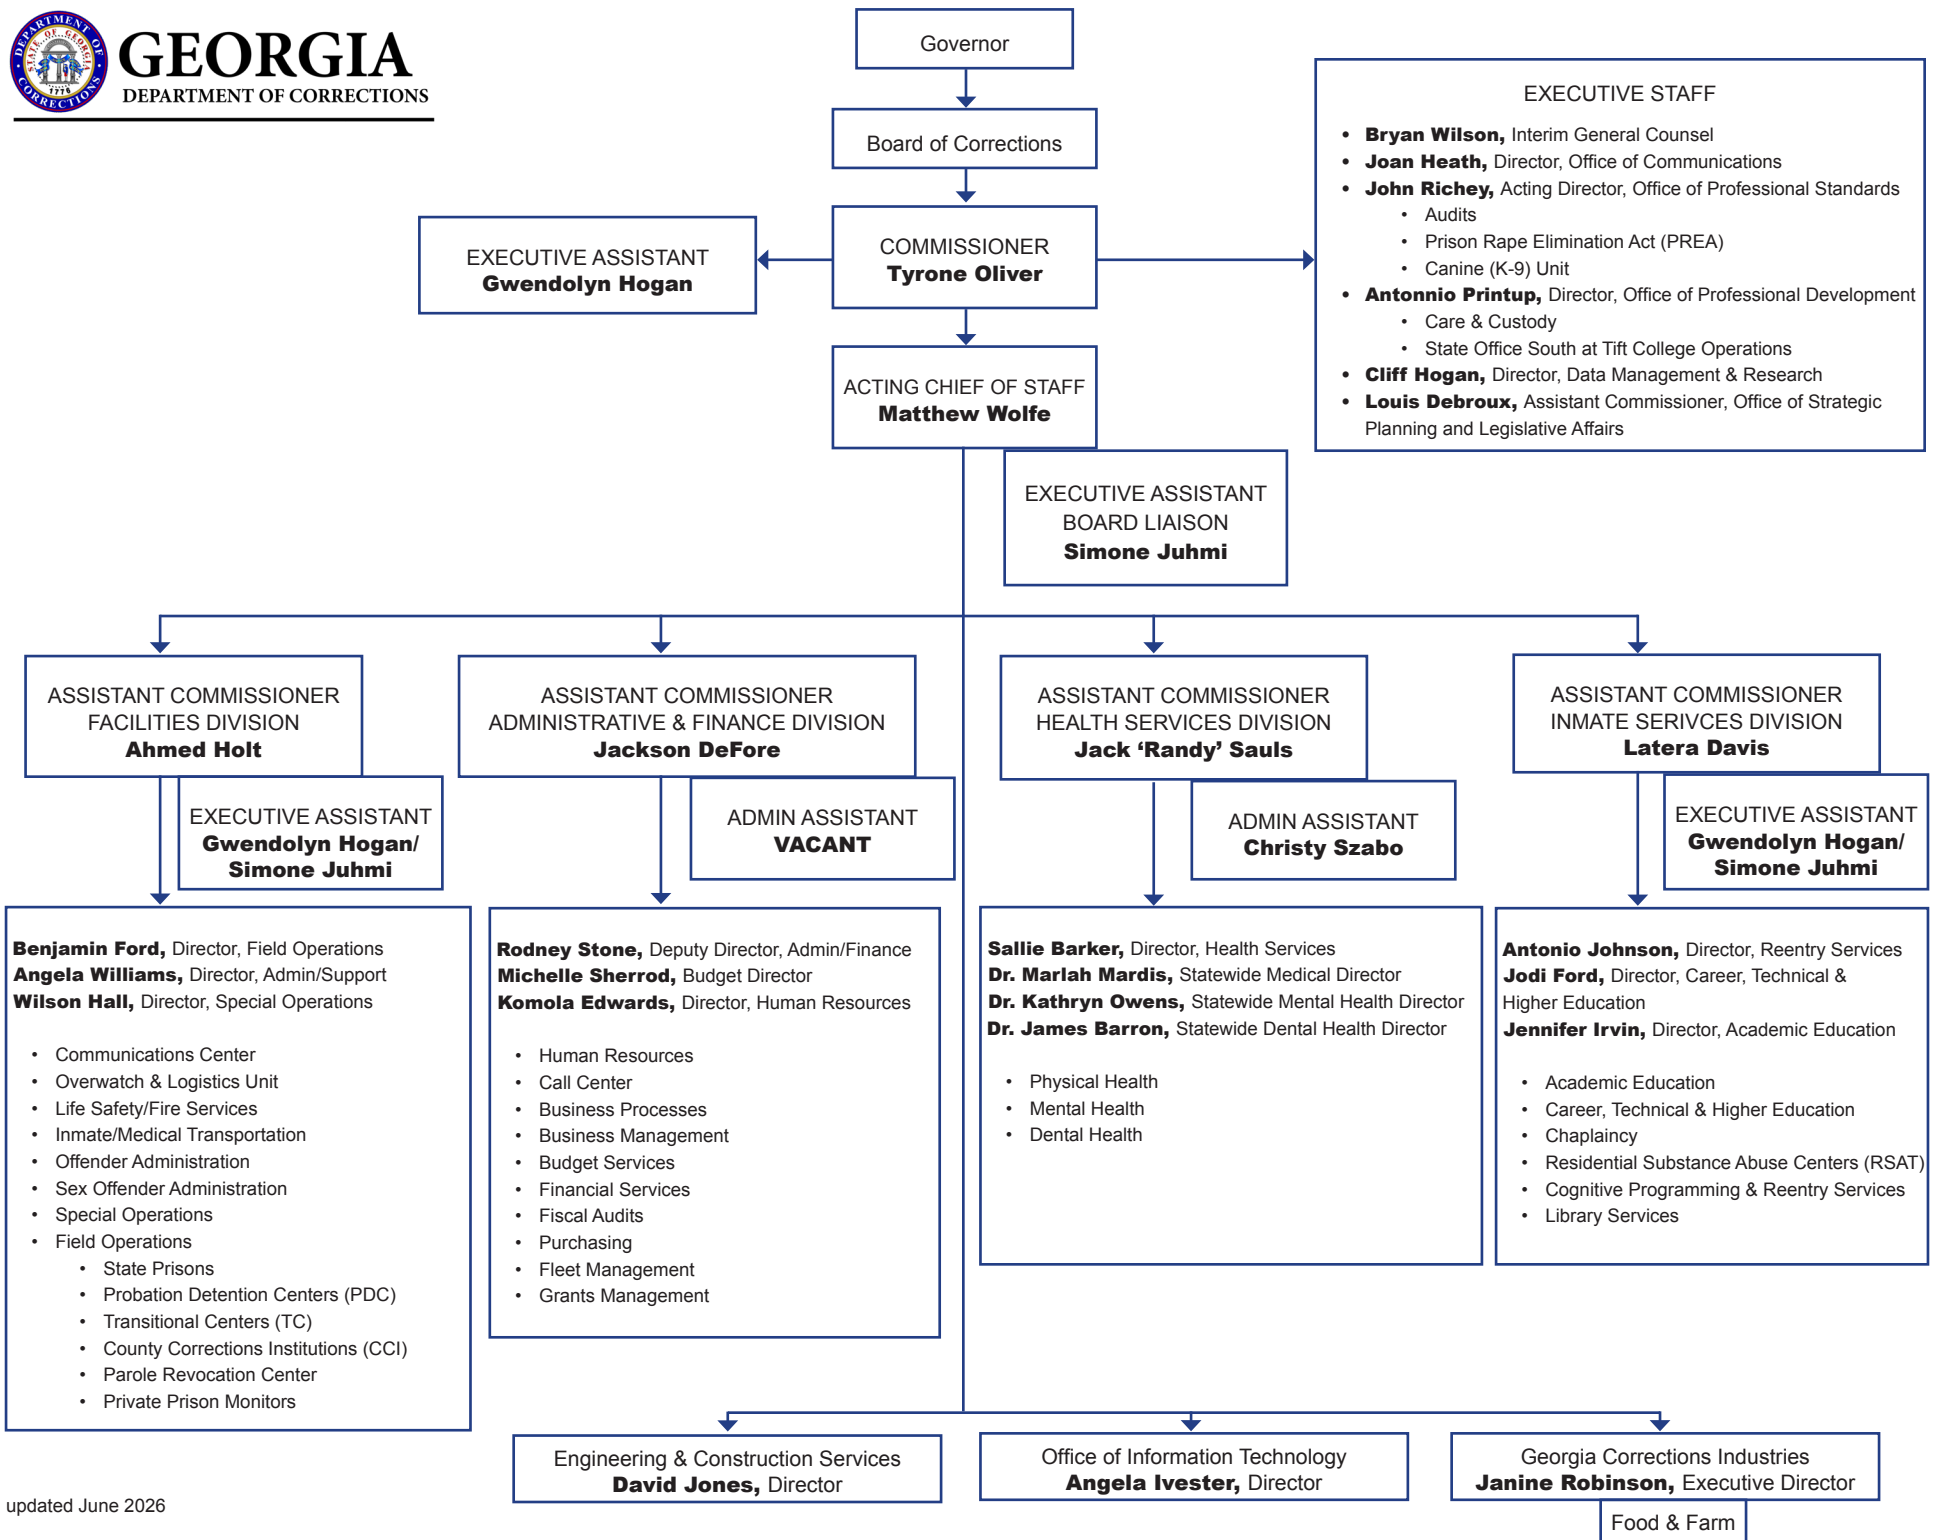 DEPARTMENT OF CORRECTIONS
STATE OF GEORGIA
1776
GEORGIA
DEPARTMENT OF CORRECTIONS
Governor
Board of Corrections
COMMISSIONER
Tyrone Oliver
EXECUTIVE ASSISTANT
Gwendolyn Hogan
EXECUTIVE STAFF
• Bryan Wilson, Interim General Counsel
• Joan Heath, Director, Office of Communications
• John Richey, Acting Director, Office of Professional Standards
• Audits
• Prison Rape Elimination Act (PREA)
• Canine (K-9) Unit
• Antonnio Printup, Director, Office of Professional Development
• Care & Custody
• State Office South at Tift College Operations
• Cliff Hogan, Director, Data Management & Research
• Louis Debroux, Assistant Commissioner, Office of Strategic
Planning and Legislative Affairs
ACTING CHIEF OF STAFF
Matthew Wolfe
EXECUTIVE ASSISTANT
BOARD LIAISON
Simone Juhmi
ASSISTANT COMMISSIONER
FACILITIES DIVISION
Ahmed Holt
EXECUTIVE ASSISTANT
Gwendolyn Hogan/
Simone Juhmi
Benjamin Ford, Director, Field Operations
Angela Williams, Director, Admin/Support
Wilson Hall, Director, Special Operations
• Communications Center
• Overwatch & Logistics Unit
• Life Safety/Fire Services
• Inmate/Medical Transportation
• Offender Administration
• Sex Offender Administration
• Special Operations
• Field Operations
• State Prisons
• Probation Detention Centers (PDC)
• Transitional Centers (TC)
• County Corrections Institutions (CCI)
• Parole Revocation Center
• Private Prison Monitors
ASSISTANT COMMISSIONER
ADMINISTRATIVE & FINANCE DIVISION
Jackson DeFore
ADMIN ASSISTANT
VACANT
Rodney Stone, Deputy Director, Admin/Finance
Michelle Sherrod, Budget Director
Komola Edwards, Director, Human Resources
• Human Resources
• Call Center
• Business Processes
• Business Management
• Budget Services
• Financial Services
• Fiscal Audits
• Purchasing
• Fleet Management
• Grants Management
ASSISTANT COMMISSIONER
HEALTH SERVICES DIVISION
Jack ‘Randy’ Sauls
ADMIN ASSISTANT
Christy Szabo
Sallie Barker, Director, Health Services
Dr. Marlah Mardis, Statewide Medical Director
Dr. Kathryn Owens, Statewide Mental Health Director
Dr. James Barron, Statewide Dental Health Director
• Physical Health
• Mental Health
• Dental Health
ASSISTANT COMMISSIONER
INMATE SERIVCES DIVISION
Latera Davis
EXECUTIVE ASSISTANT
Gwendolyn Hogan/
Simone Juhmi
Antonio Johnson, Director, Reentry Services
Jodi Ford, Director, Career, Technical &
Higher Education
Jennifer Irvin, Director, Academic Education
• Academic Education
• Career, Technical & Higher Education
• Chaplaincy
• Residential Substance Abuse Centers (RSAT)
• Cognitive Programming & Reentry Services
• Library Services
Engineering & Construction Services
David Jones, Director
Office of Information Technology
Angela Ivester, Director
Georgia Corrections Industries
Janine Robinson, Executive Director
Food & Farm
updated June 2026